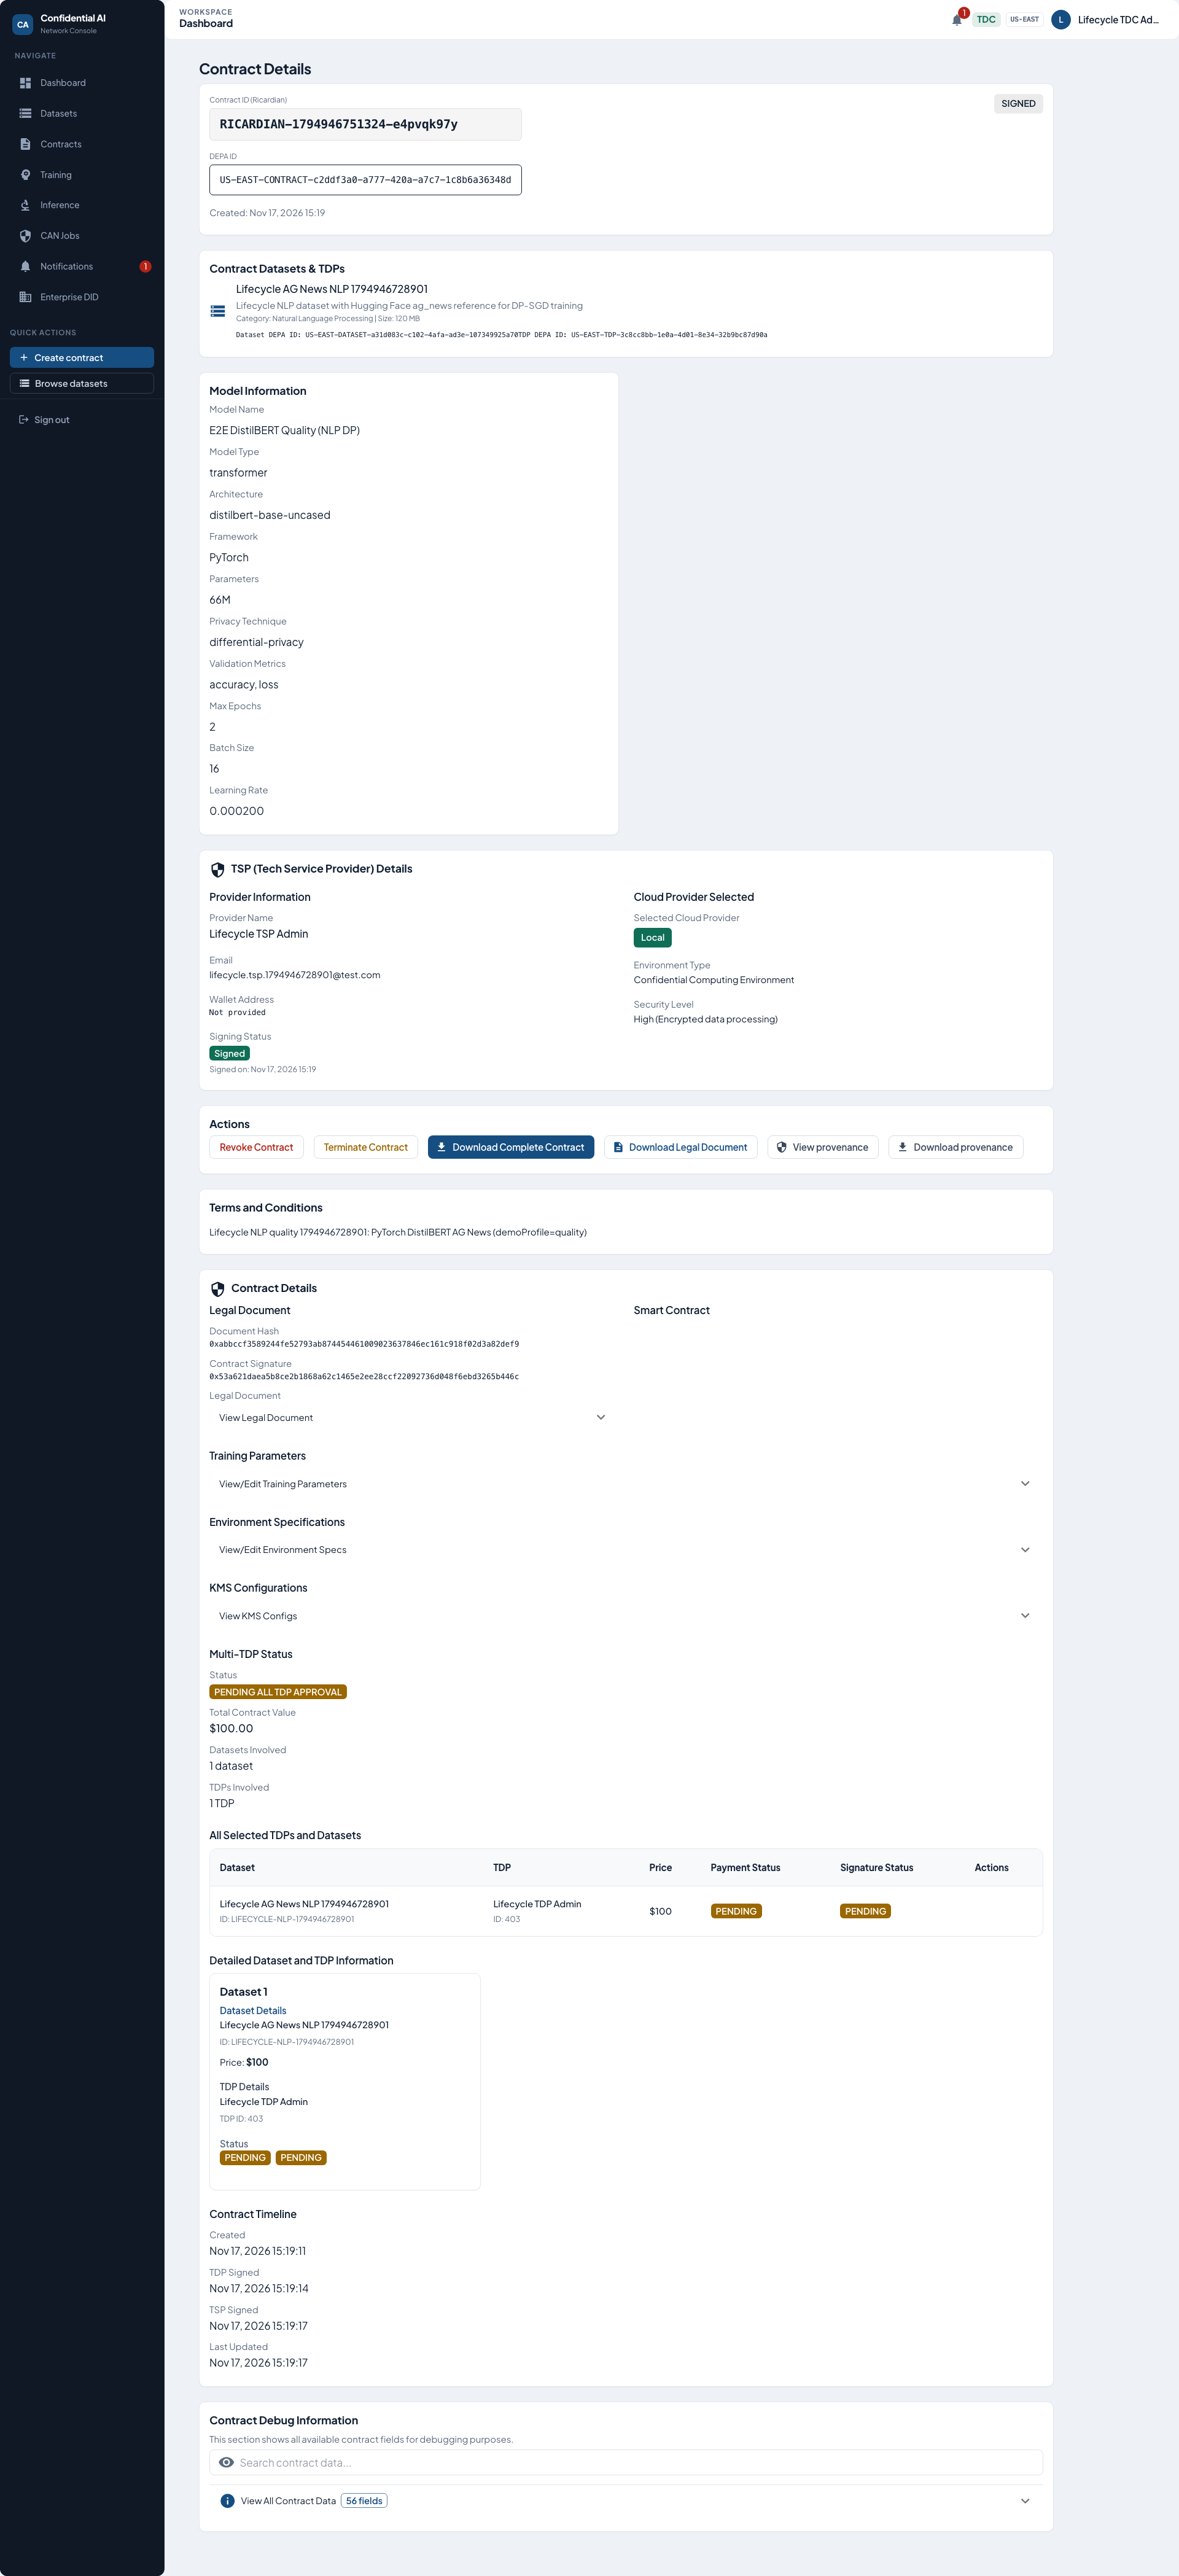 CA
Confidential AI
Network Console
NAVIGATE
Dashboard
Datasets
Contracts
Training
Inference
CAN Jobs
Notifications 1
Enterprise DID
QUICK ACTIONS
+ Create contract
Browse datasets
Sign out
WORKSPACE
Dashboard
1 TDC US-EAST L Lifecycle TDC Ad...
Contract Details
Contract ID (Ricardian)
SIGNED
RICARDIAN-1794946751324-e4pvqk97y
DEPA ID
US-EAST-CONTRACT-c2ddf3a0-a777-420a-a7c7-1c8b6a36348d
Created: Nov 17, 2026 15:19
Contract Datasets & TDPs
Lifecycle AG News NLP 1794946728901
Lifecycle NLP dataset with Hugging Face ag_news reference for DP-SGD training
Category: Natural Language Processing | Size: 120 MB
Dataset DEPA ID: US-EAST-DATASET-a31d083c-c102-4afa-ad3e-107349925a70TDP DEPA ID: US-EAST-TDP-3c8cc8bb-1e0a-4d01-8e34-32b9bc87d90a
Model Information
Model Name
E2E DistilBERT Quality (NLP DP)
Model Type
transformer
Architecture
distilbert-base-uncased
Framework
PyTorch
Parameters
66M
Privacy Technique
differential-privacy
Validation Metrics
accuracy, loss
Max Epochs
2
Batch Size
16
Learning Rate
0.000200
TSP (Tech Service Provider) Details
Provider Information
Provider Name
Lifecycle TSP Admin
Email
lifecycle.tsp.1794946728901@test.com
Wallet Address
Not provided
Signing Status
Signed
Signed on: Nov 17, 2026 15:19
Cloud Provider Selected
Selected Cloud Provider
Local
Environment Type
Confidential Computing Environment
Security Level
High (Encrypted data processing)
Actions
Revoke Contract Terminate Contract Download Complete Contract Download Legal Document View provenance Download provenance
Terms and Conditions
Lifecycle NLP quality 1794946728901: PyTorch DistilBERT AG News (demoProfile=quality)
Contract Details
Legal Document
Document Hash
0xabbccf3589244fe52793ab874454461009023637846ec161c918f02d3a82def9
Contract Signature
0x53a621daea5b8ce2b1868a62c1465e2ee28ccf22092736d048f6ebd3265b446c
Legal Document
View Legal Document
Smart Contract
Training Parameters
View/Edit Training Parameters
Environment Specifications
View/Edit Environment Specs
KMS Configurations
View KMS Configs
Multi-TDP Status
Status
PENDING ALL TDP APPROVAL
Total Contract Value
$100.00
Datasets Involved
1 dataset
TDPs Involved
1 TDP
All Selected TDPs and Datasets
Dataset TDP Price Payment Status Signature Status Actions
Lifecycle AG News NLP 1794946728901 Lifecycle TDP Admin $100 PENDING PENDING
ID: LIFECYCLE-NLP-1794946728901 ID: 403
Detailed Dataset and TDP Information
Dataset 1
Dataset Details
Lifecycle AG News NLP 1794946728901
ID: LIFECYCLE-NLP-1794946728901
Price: $100
TDP Details
Lifecycle TDP Admin
TDP ID: 403
Status
PENDING PENDING
Contract Timeline
Created
Nov 17, 2026 15:19:11
TDP Signed
Nov 17, 2026 15:19:14
TSP Signed
Nov 17, 2026 15:19:17
Last Updated
Nov 17, 2026 15:19:17
Contract Debug Information
This section shows all available contract fields for debugging purposes.
Search contract data...
View All Contract Data 56 fields